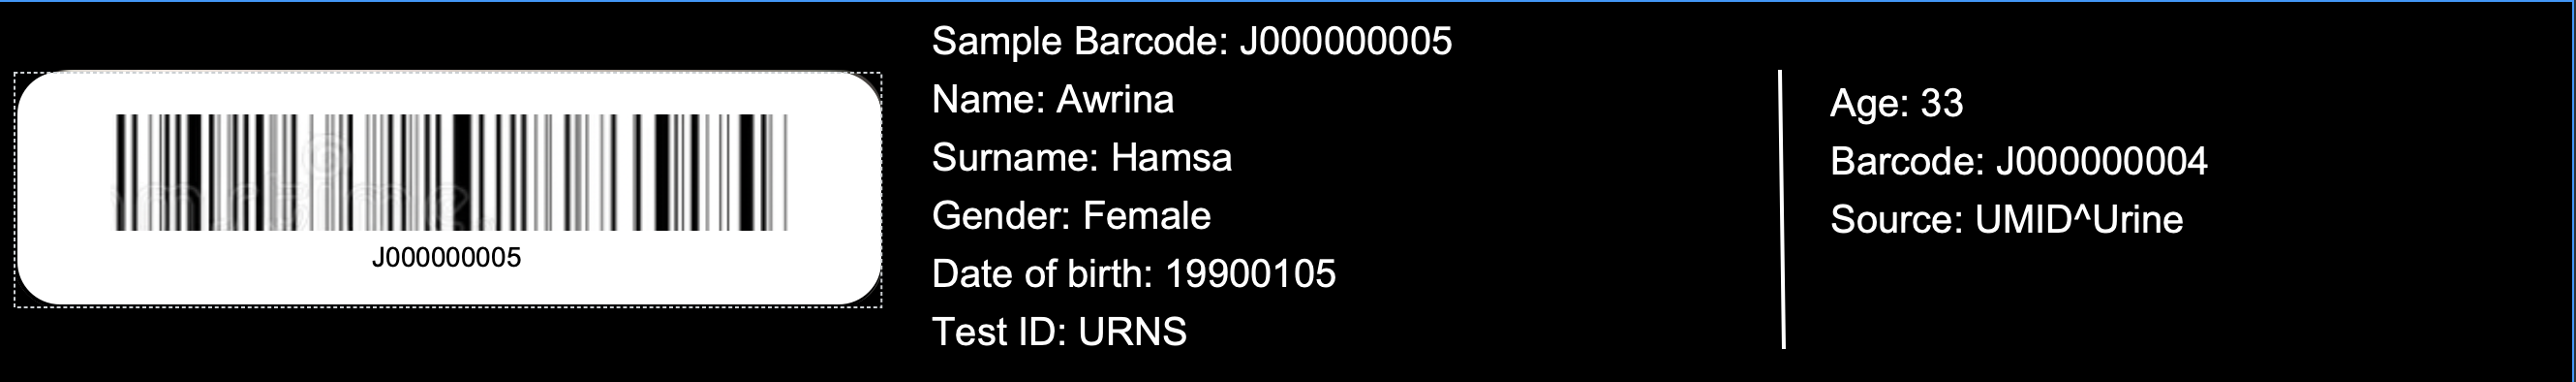 J000000005
Sample Barcode: J000000005
Name: Awrina
Surname: Hamsa
Gender: Female
Date of birth: 19900105
Test ID: URNS
Age: 33
Barcode: J000000004
Source: UMID^Urine